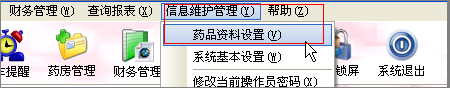 财务管理(W) 查询报表(X) 信息维护管理(Y) 帮助(Z)
药品资料设置(V)
系统基本设置(W)
修改当前操作员密码(X)
提醒 药房管理 财务管 锁屏 系统退出